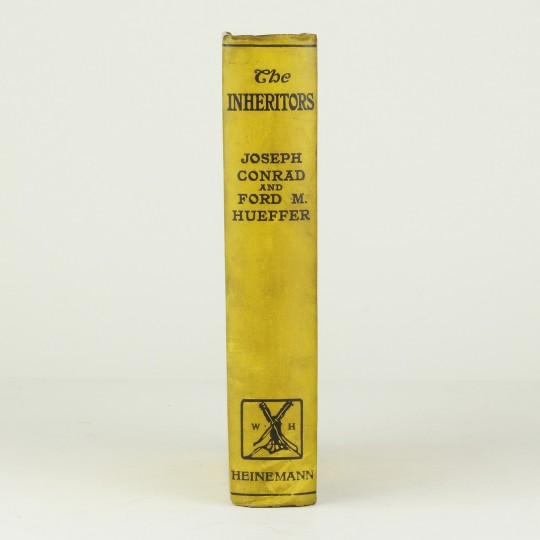 The
INHERITORS
JOSEPH
CONRAD
AND
FORD M.
HUEFFER
W H
HEINEMANN